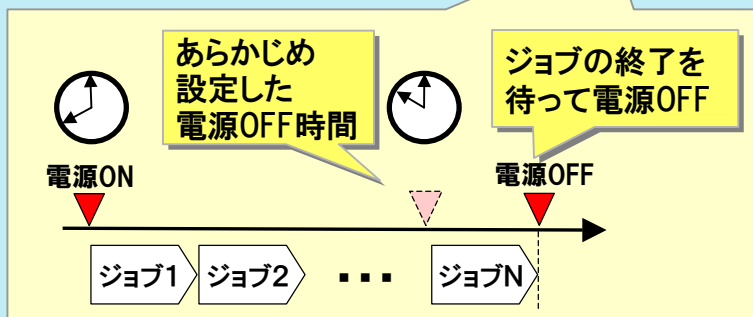 あらかじめ
設定した
電源OFF時間
ジョブの終了を
待って電源OFF
電源ON
電源OFF
ジョブ1
ジョブ2
・・・
ジョブN